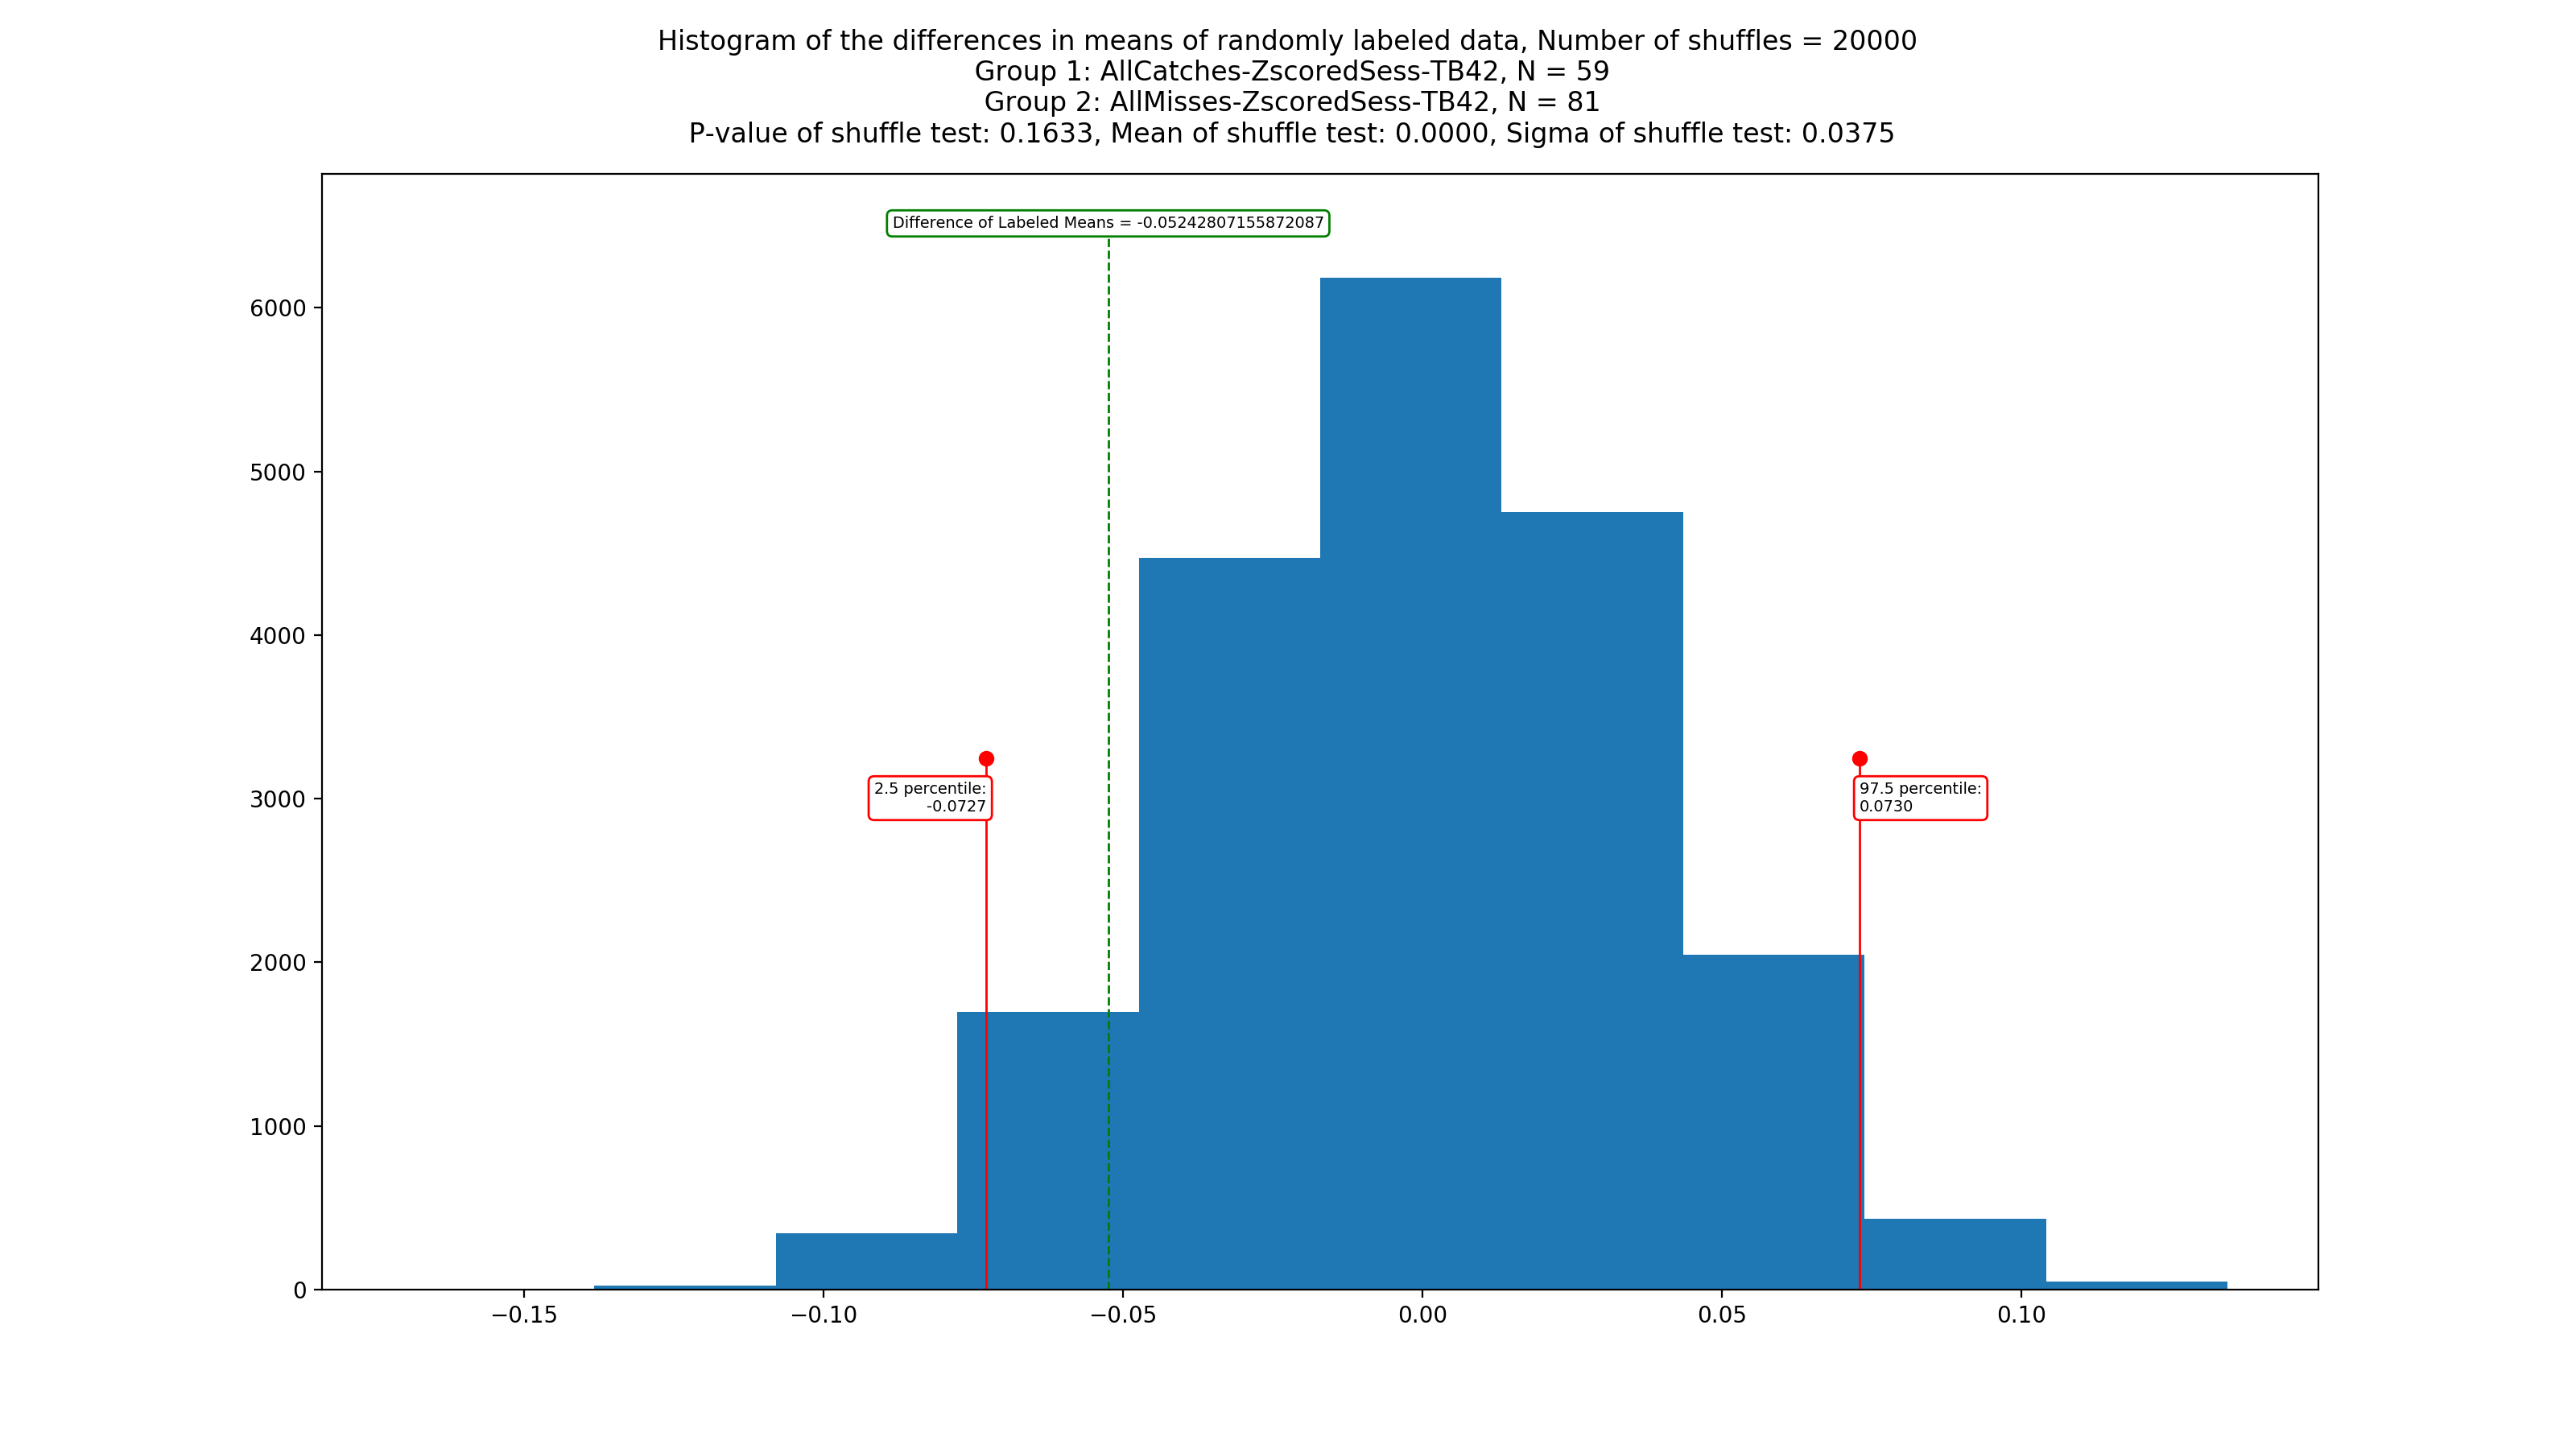 Histogram of the differences in means of randomly labeled data, Number of shuffles = 20000
Group 1: AllCatches-ZscoredSess-TB42, N = 59
Group 2: AllMisses-ZscoredSess-TB42, N = 81
P-value of shuffle test: 0.1633, Mean of shuffle test: 0.0000, Sigma of shuffle test: 0.0375
Difference of Labeled Means = -0.05242807155872087
6000
5000
4000
3000
2000
1000
0
2.5 percentile:
-0.0727
97.5 percentile:
0.0730
−0.15
−0.10
−0.05
0.00
0.05
0.10